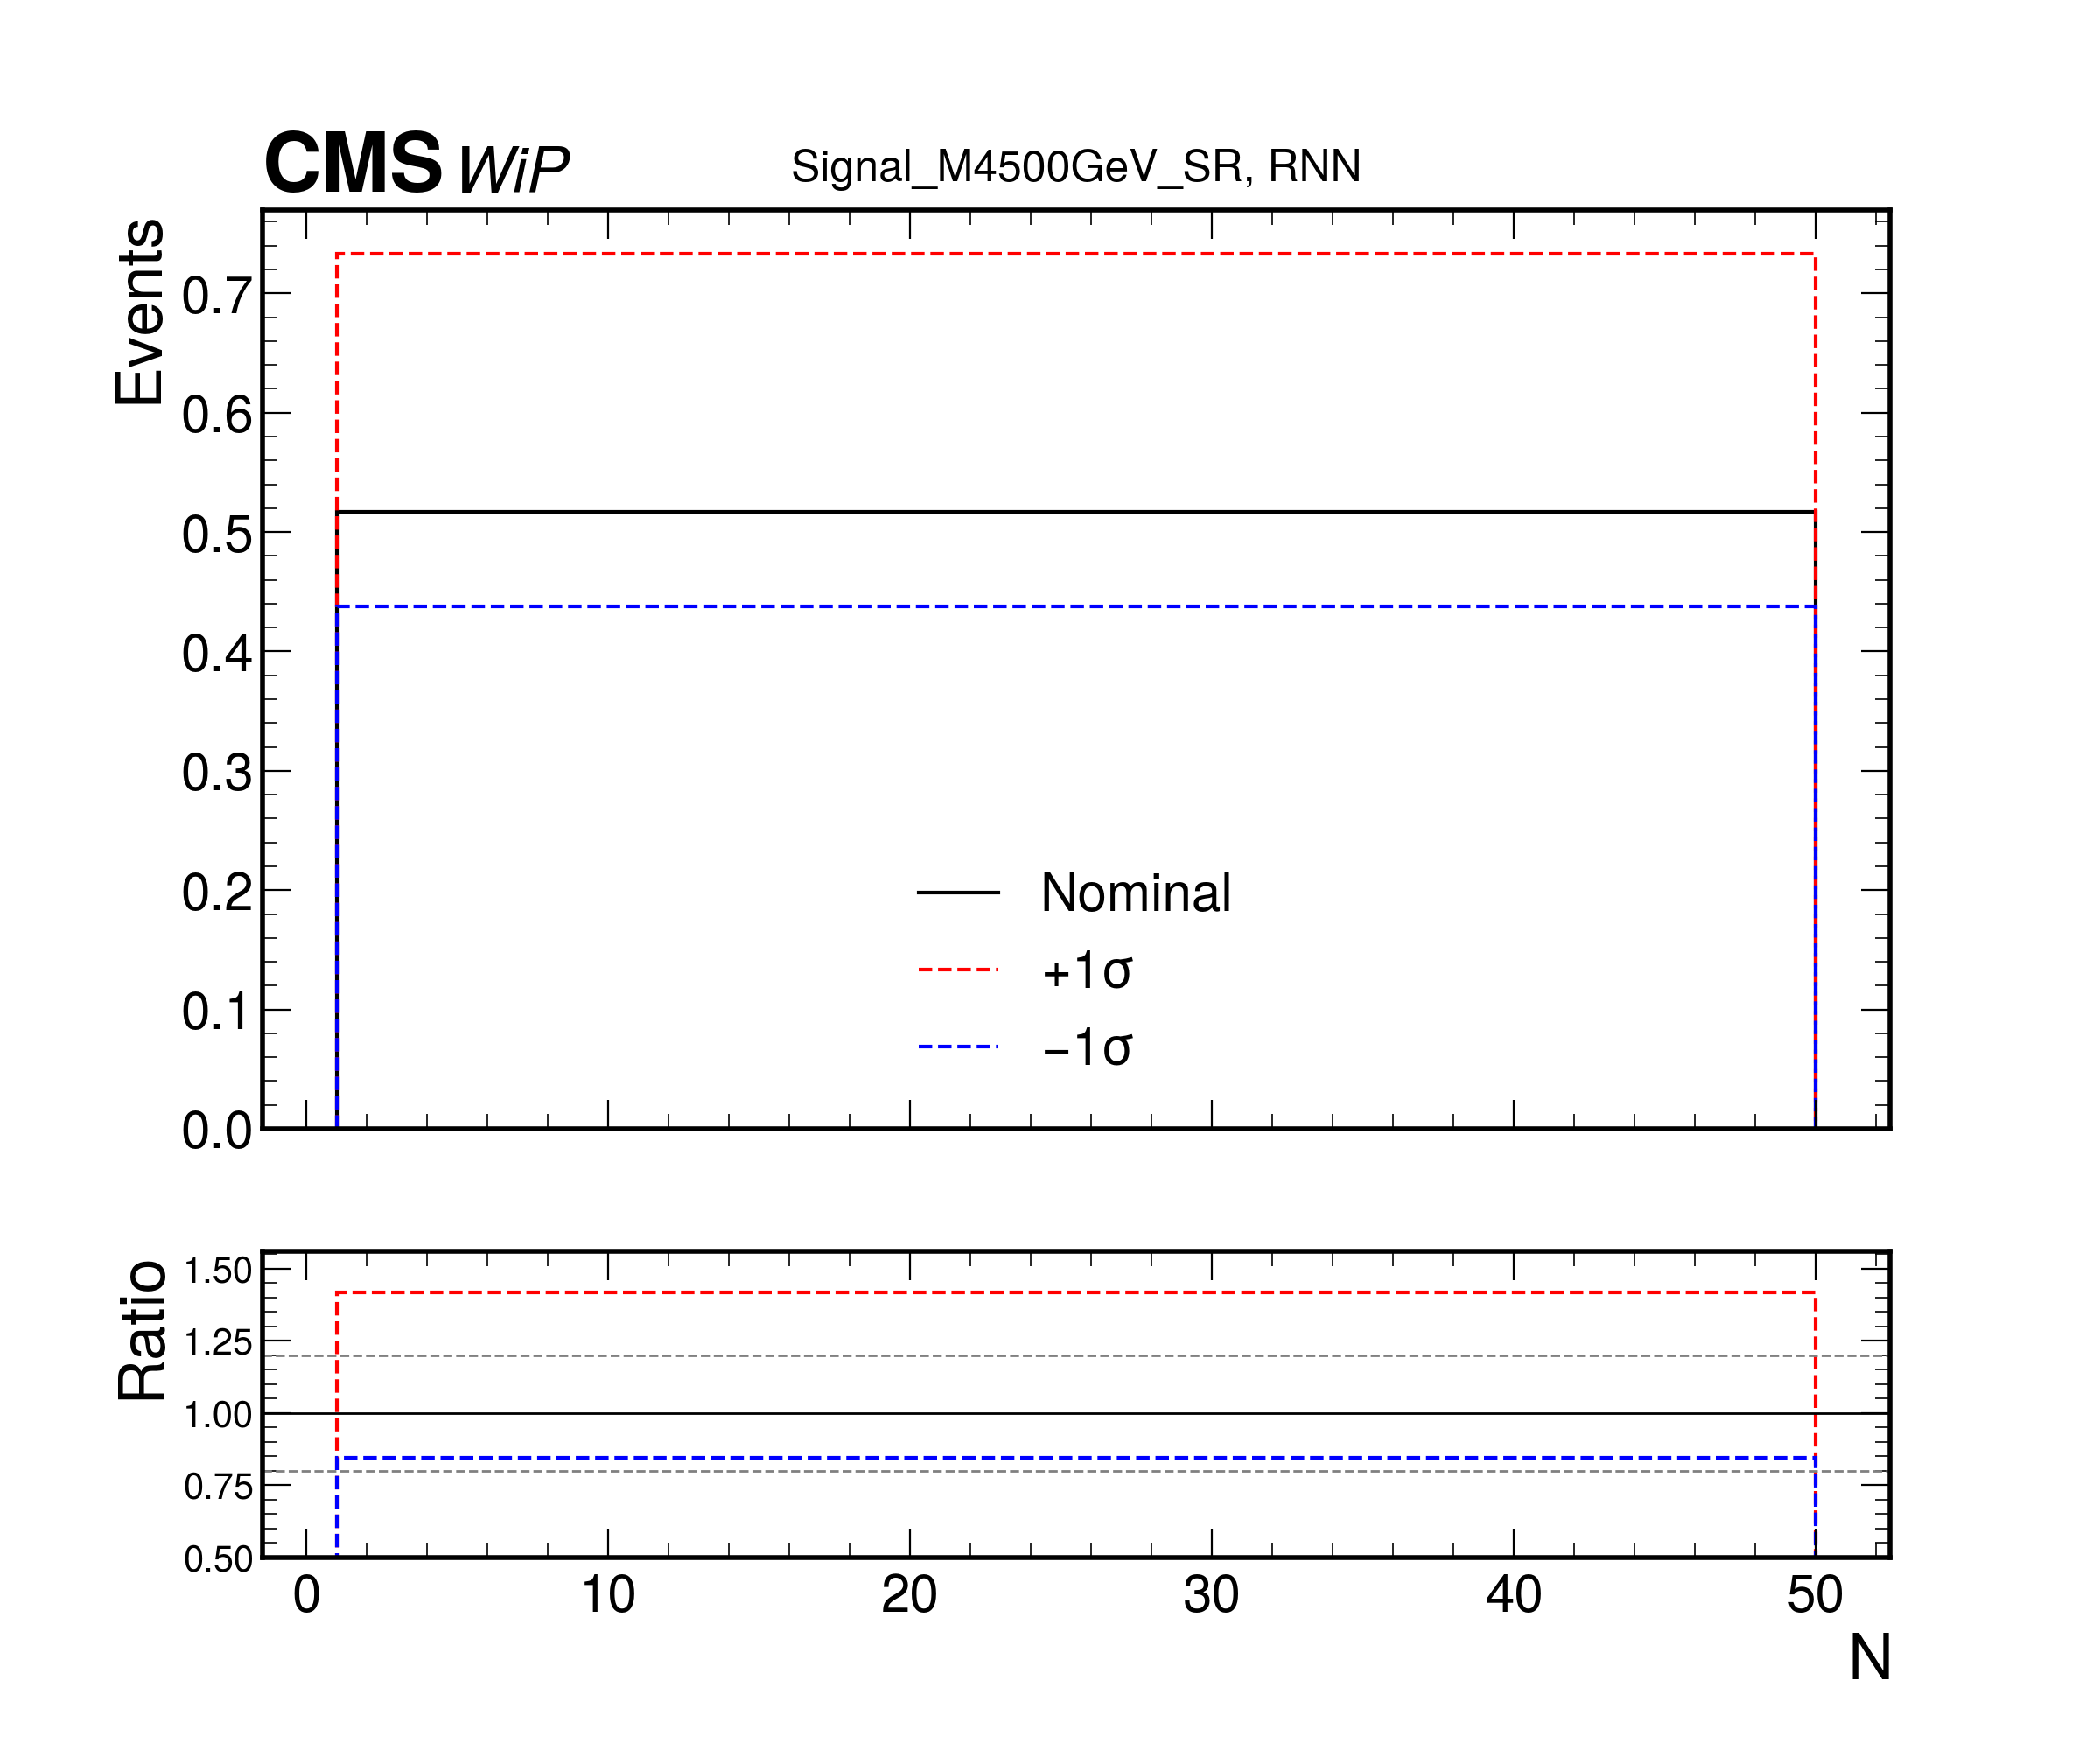 CMS WiP
Signal_M4500GeV_SR, RNN
Events
0.7
0.6
0.5
0.4
0.3
0.2
0.1
0.0
Nominal
+1σ
−1σ
Ratio
1.50
1.25
1.00
0.75
0.50
0 10 20 30 40 50
N